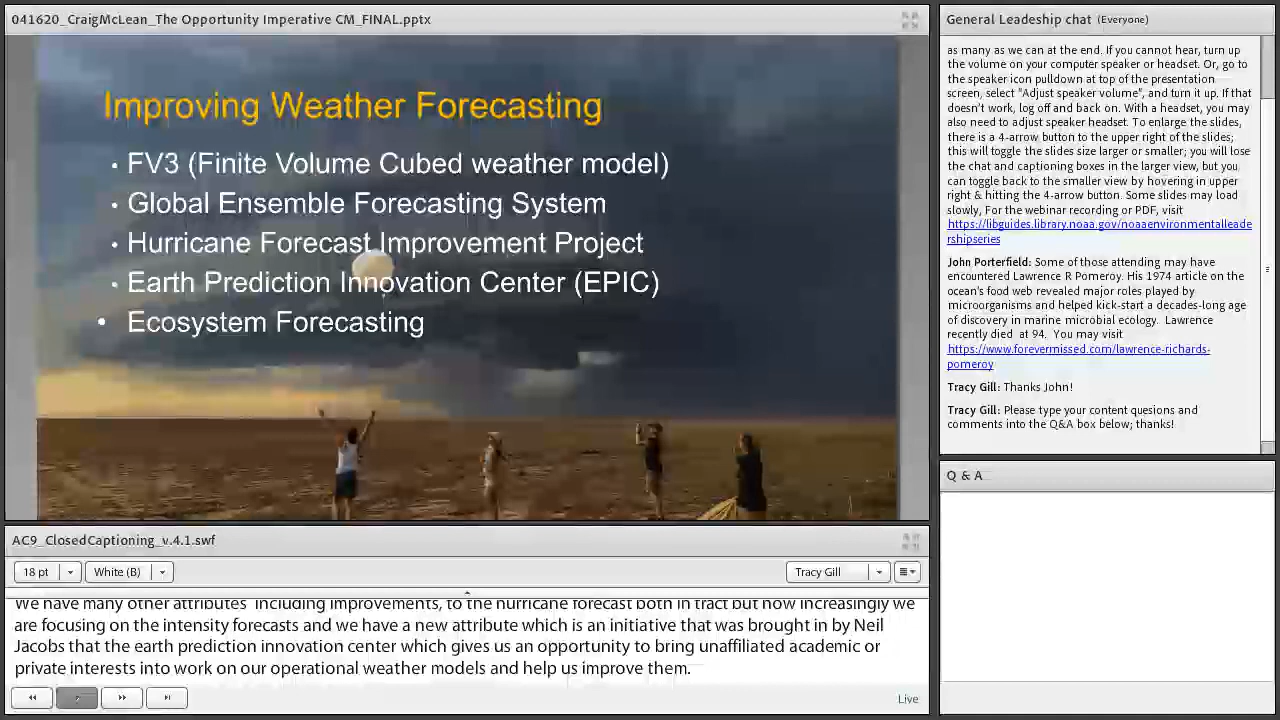 041620_CraigMcLean_The Opportunity Imperative CM_FINAL.pptx
Improving Weather Forecasting
• FV3 (Finite Volume Cubed weather model)
• Global Ensemble Forecasting System
• Hurricane Forecast Improvement Project
• Earth Prediction Innovation Center (EPIC)
• Ecosystem Forecasting
AC9_ClosedCaptioning_v.4.1.swf
18 pt
White (B)
Tracy Gill
We have many other attributes including improvements, to the hurricane forecast both in tract but now increasingly we
are focusing on the intensity forecasts and we have a new attribute which is an initiative that was brought in by Neil
Jacobs that the earth prediction innovation center which gives us an opportunity to bring unaffiliated academic or
private interests into work on our operational weather models and help us improve them.
Live
General Leadership chat (Everyone)
as many as we can at the end. If you cannot hear, turn up
the volume on your computer speaker or headset. Or, go to
the speaker icon pulldown at top of the presentation
screen, select "Adjust speaker volume", and turn it up. If that
doesn't work, log off and back on. With a headset, you may
also need to adjust speaker headset. To enlarge the slides,
there is a 4-arrow button to the upper right of the slides;
this will toggle the slides size larger or smaller; you will lose
the chat and captioning boxes in the larger view, but you
can toggle back to the smaller view by hovering in upper
right & hitting the 4-arrow button. Some slides may load
slowly, For the webinar recording or PDF, visit
https://libguides.library.noaa.gov/noaaenvironmentalleade
rshipseries
John Porterfield: Some of those attending may have
encountered Lawrence R Pomeroy. His 1974 article on the
ocean's food web revealed major roles played by
microorganisms and helped kick-start a decades-long age
of discovery in marine microbial ecology. Lawrence
recently died at 94. You may visit
https://www.forevermissed.com/lawrence-richards-
pomeroy
Tracy Gill: Thanks John!
Tracy Gill: Please type your content quesions and
comments into the Q&A box below; thanks!
Q & A